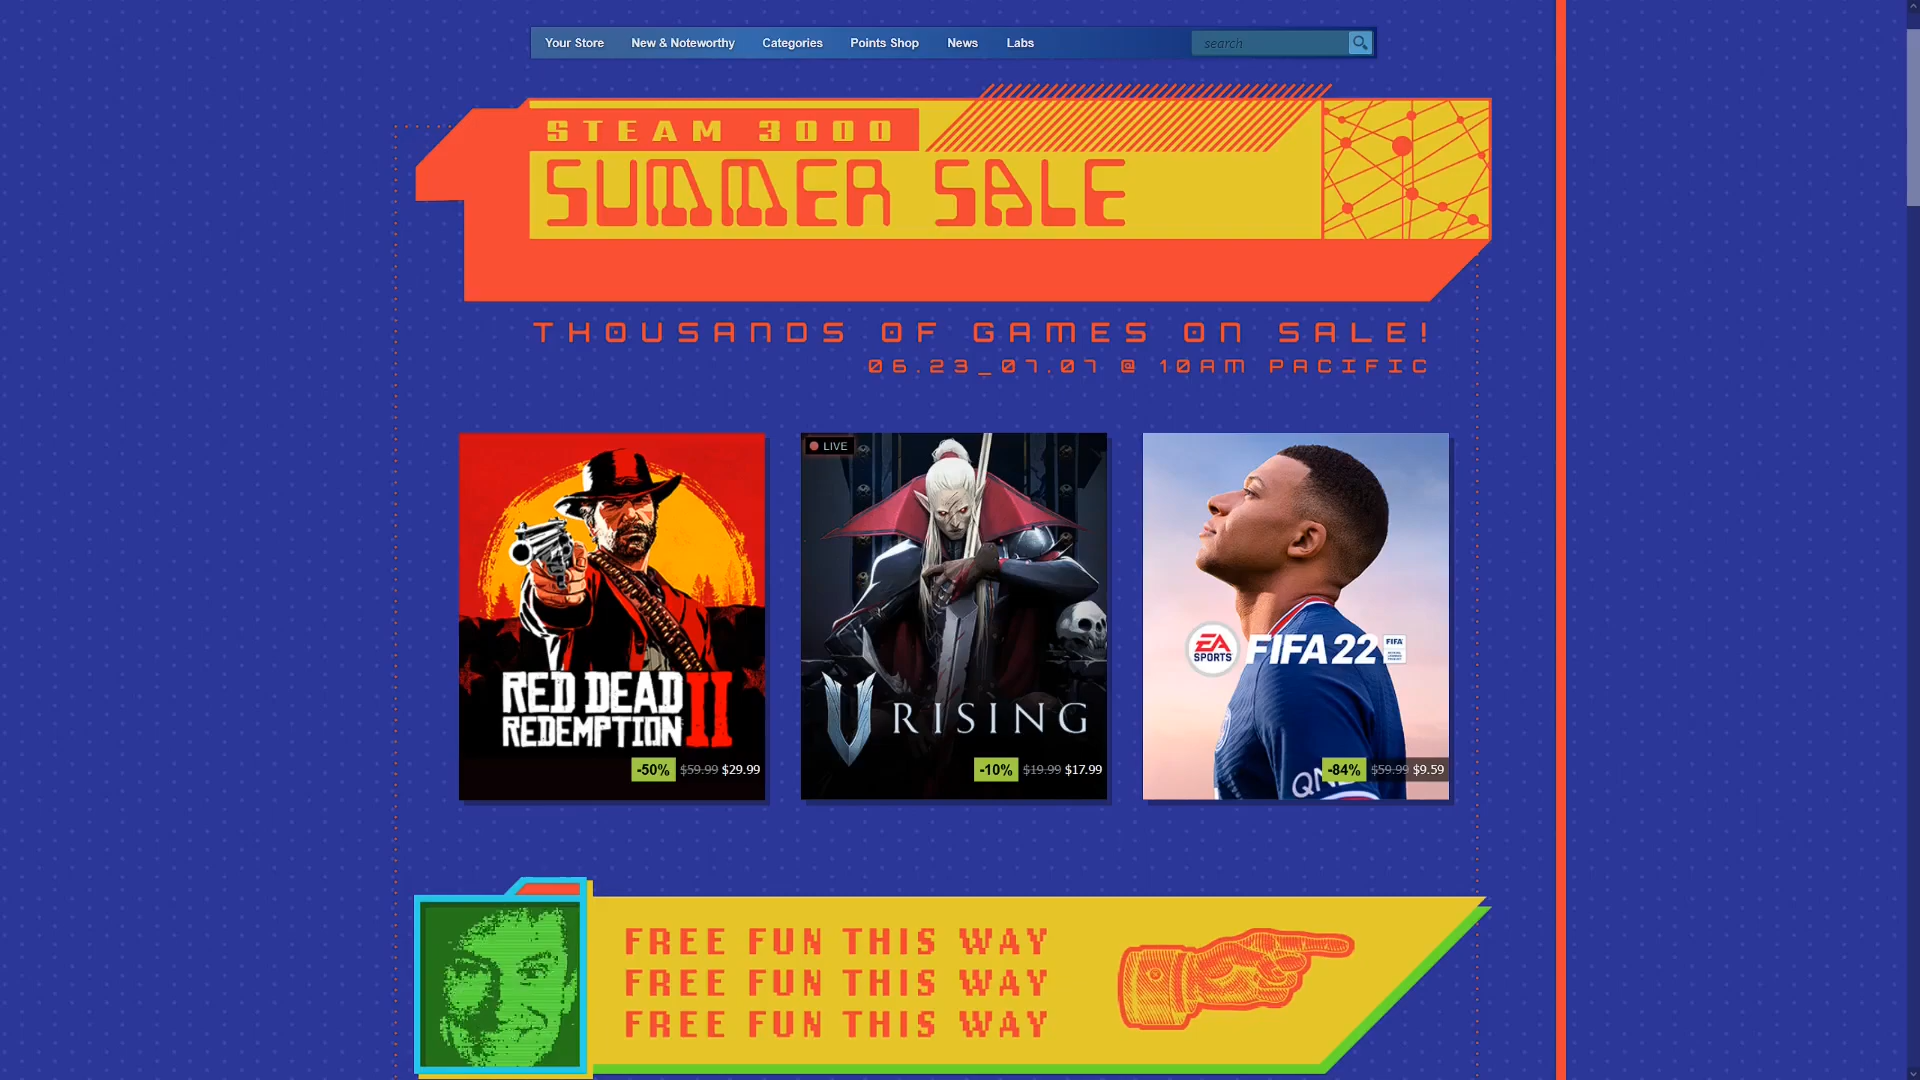 Your Store New & Noteworthy Categories Points Shop News Labs search
STEAM 3000
SUMMER SALE
THOUSANDS OF GAMES ON SALE!
06.23_07.07 @ 10AM PACIFIC
RED DEAD
REDEMPTION II
-50% $59.99 $29.99
LIVE
V RISING
-10% $19.99 $17.99
EA
SPORTS
FIFA 22
FIFA
-84% $59.99 $9.59
FREE FUN THIS WAY
FREE FUN THIS WAY
FREE FUN THIS WAY